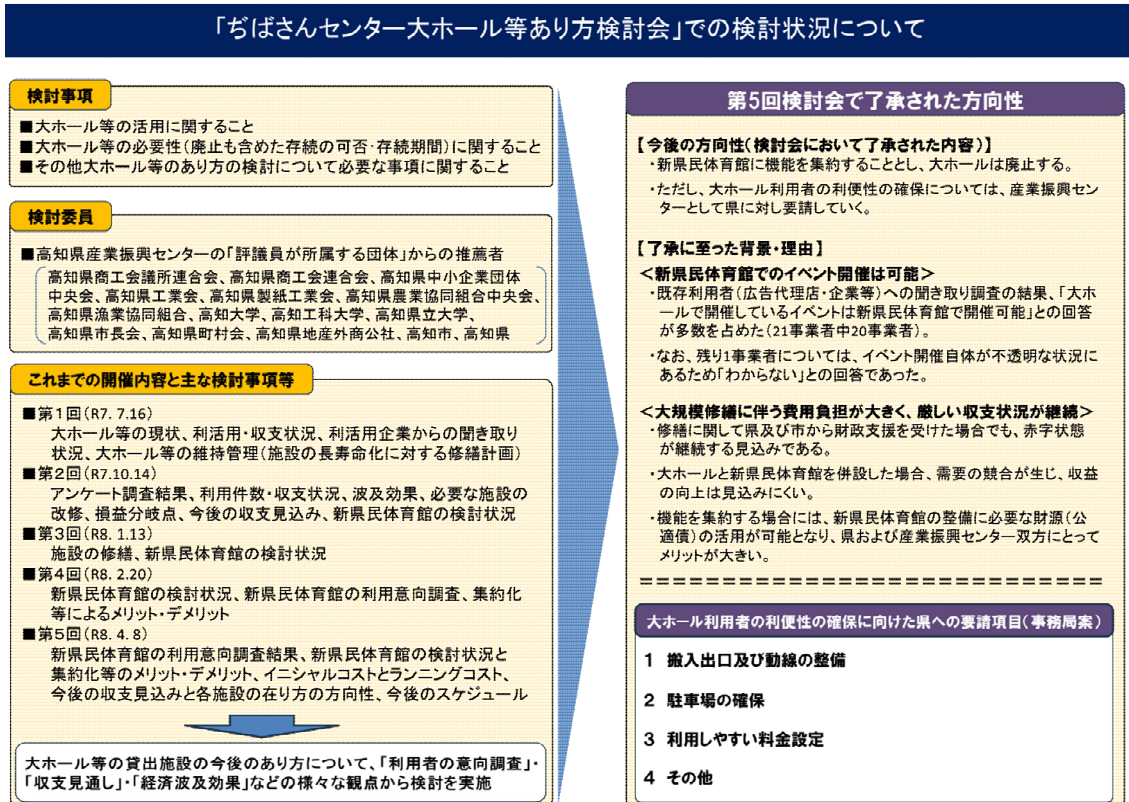 「ぢばさんセンター大ホール等あり方検討会」での検討状況について
検討事項
■大ホール等の活用に関すること
■大ホール等の必要性(廃止も含めた存続の可否・存続期間)に関すること
■その他大ホール等のあり方の検討について必要な事項に関すること
検討委員
■高知県産業振興センターの「評議員が所属する団体」からの推薦者
高知県商工会議所連合会、高知県商工会連合会、高知県中小企業団体
中央会、高知県工業会、高知県製紙工業会、高知県農業協同組合中央会、
高知県漁業協同組合、高知大学、高知工科大学、高知県立大学、
高知県市長会、高知県町村会、高知県地産外商公社、高知市、高知県
これまでの開催内容と主な検討事項等
■第1回(R7. 7.16)
大ホール等の現状、利活用・収支状況、利活用企業からの聞き取り
状況、大ホール等の維持管理(施設の長寿命化に対する修繕計画)
■第2回(R7.10.14)
アンケート調査結果、利用件数・収支状況、波及効果、必要な施設の
改修、損益分岐点、今後の収支見込み、新県民体育館の検討状況
■第3回(R8. 1.13)
施設の修繕、新県民体育館の検討状況
■第4回(R8. 2.20)
新県民体育館の検討状況、新県民体育館の利用意向調査、集約化
等によるメリット・デメリット
■第5回(R8. 4. 8)
新県民体育館の利用意向調査結果、新県民体育館の検討状況と
集約化等のメリット・デメリット、イニシャルコストとランニングコスト、
今後の収支見込みと各施設の在り方の方向性、今後のスケジュール
大ホール等の貸出施設の今後のあり方について、「利用者の意向調査」・
「収支見通し」・「経済波及効果」などの様々な観点から検討を実施
第5回検討会で了承された方向性
【今後の方向性(検討会において了承された内容)】
・新県民体育館に機能を集約することとし、大ホールは廃止する。
・ただし、大ホール利用者の利便性の確保については、産業振興セン
ターとして県に対し要請していく。
【了承に至った背景・理由】
<新県民体育館でのイベント開催は可能>
・既存利用者(広告代理店・企業等)への聞き取り調査の結果、「大ホ
ールで開催しているイベントは新県民体育館で開催可能」との回答
が多数を占めた(21事業者中20事業者)。
・なお、残り1事業者については、イベント開催自体が不透明な状況に
あるため「わからない」との回答であった。
<大規模修繕に伴う費用負担が大きく、厳しい収支状況が継続>
・修繕に関して県及び市から財政支援を受けた場合でも、赤字状態
が継続する見込みである。
・大ホールと新県民体育館を併設した場合、需要の競合が生じ、収益
の向上は見込みにくい。
・機能を集約する場合には、新県民体育館の整備に必要な財源(公
適債)の活用が可能となり、県および産業振興センター双方にとって
メリットが大きい。
============================
大ホール利用者の利便性の確保に向けた県への要請項目(事務局案)
1 搬入出口及び動線の整備
2 駐車場の確保
3 利用しやすい料金設定
4 その他